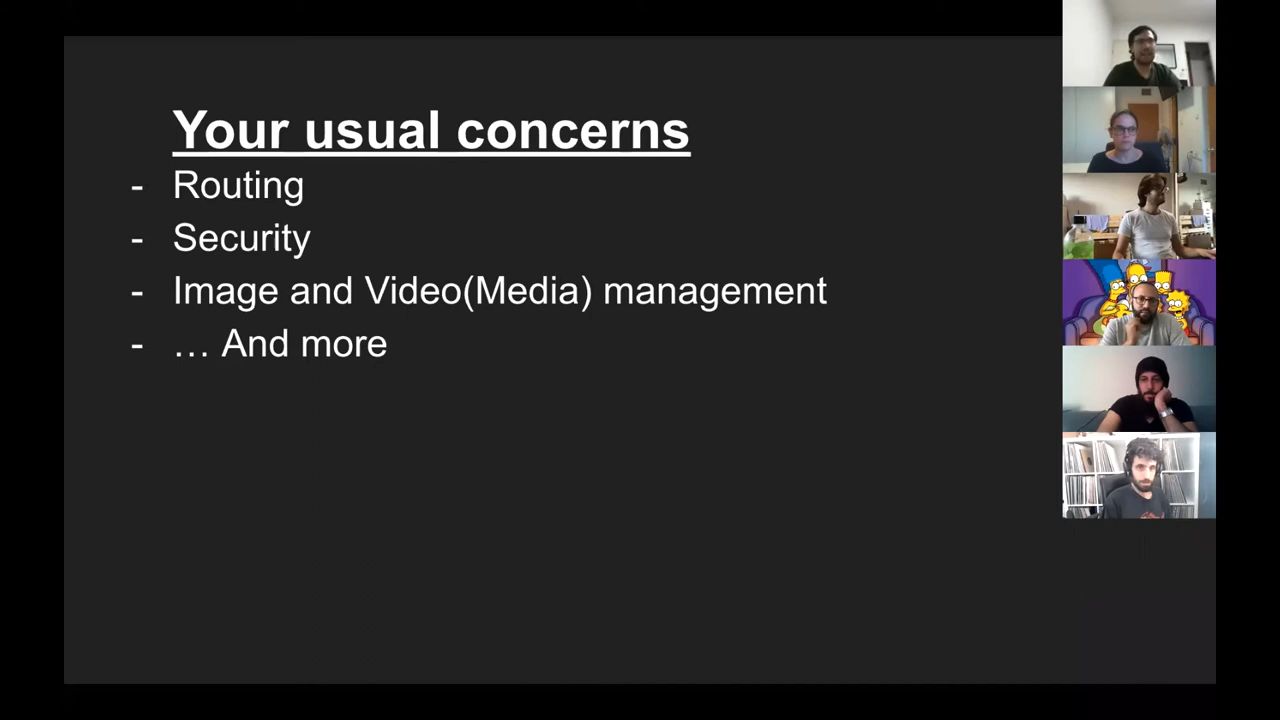 Your usual concerns
- Routing
- Security
- Image and Video(Media) management
- … And more